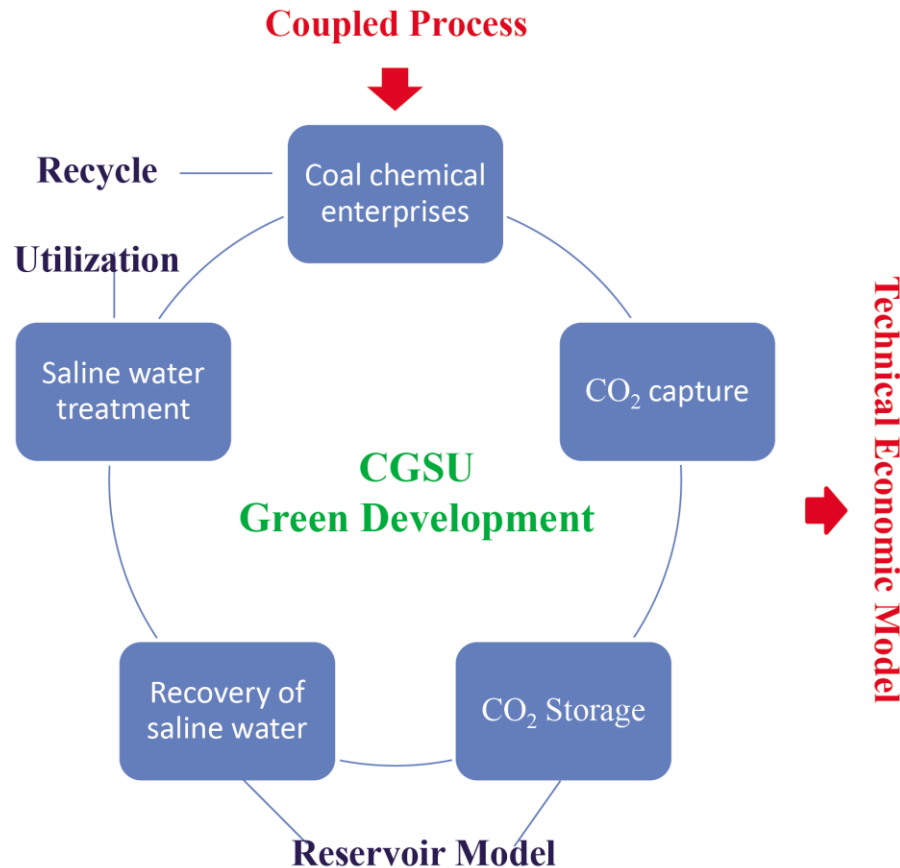 Coupled Process
Coal chemical
enterprises
Recycle
Utilization
Saline water
treatment
CO₂ capture
CGSU
Green Development
Technical Economic Model
Recovery of
saline water
CO₂ Storage
Reservoir Model